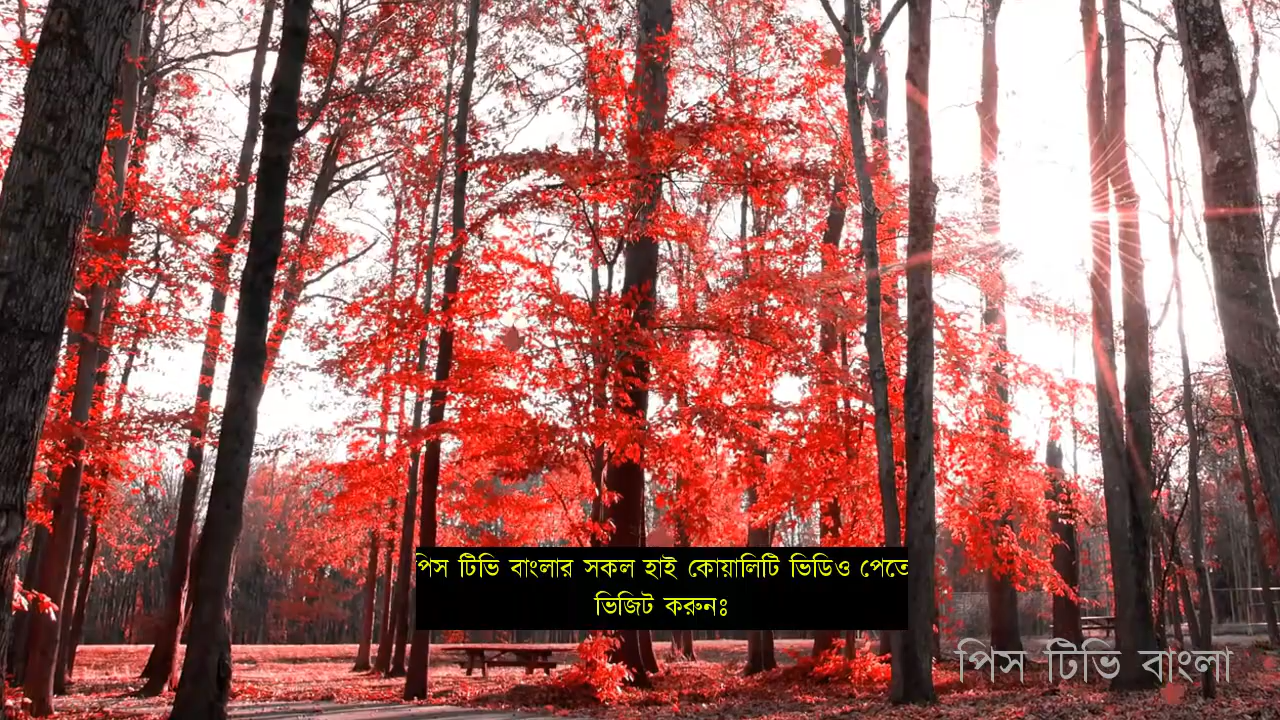 পিস টিভি বাংলার সকল হাই কোয়ালিটি ভিডিও পেতে
ভিজিট করুনঃ
পিস টিভি বাংলা